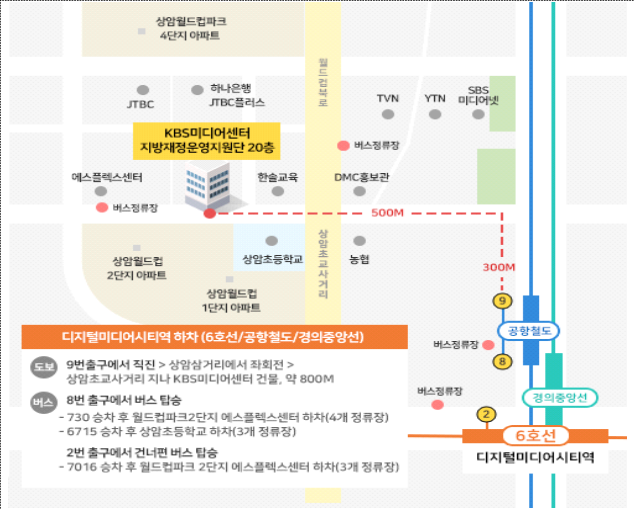 상암월드컵파크
4단지 아파트
월드컵북로
JTBC
하나은행
JTBC플러스
TVN
YTN
SBS
미디어넷
KBS미디어센터
지방재정운영지원단 20층
버스정류장
에스플렉스센터
버스정류장
한솔교육
DMC홍보관
500M
상암초교사거리
상암월드컵
2단지 아파트
상암초등학교
농협
300M
상암월드컵
1단지 아파트
9
공항철도
8
버스정류장
버스정류장
경의중앙선
2
6호선
디지털미디어시티역
디지털미디어시티역 하차 (6호선/공항철도/경의중앙선)
도보
9번출구에서 직진 > 상암삼거리에서 좌회전 >
상암초교사거리 지나 KBS미디어센터 건물, 약 800M
버스
8번 출구에서 버스 탑승
- 730 승차 후 월드컵파크2단지 에스플렉스센터 하차(4개 정류장)
- 6715 승차 후 상암초등학교 하차(3개 정류장)
2번 출구에서 건너편 버스 탑승
- 7016 승차 후 월드컵파크 2단지 에스플렉스센터 하차(3개 정류장)